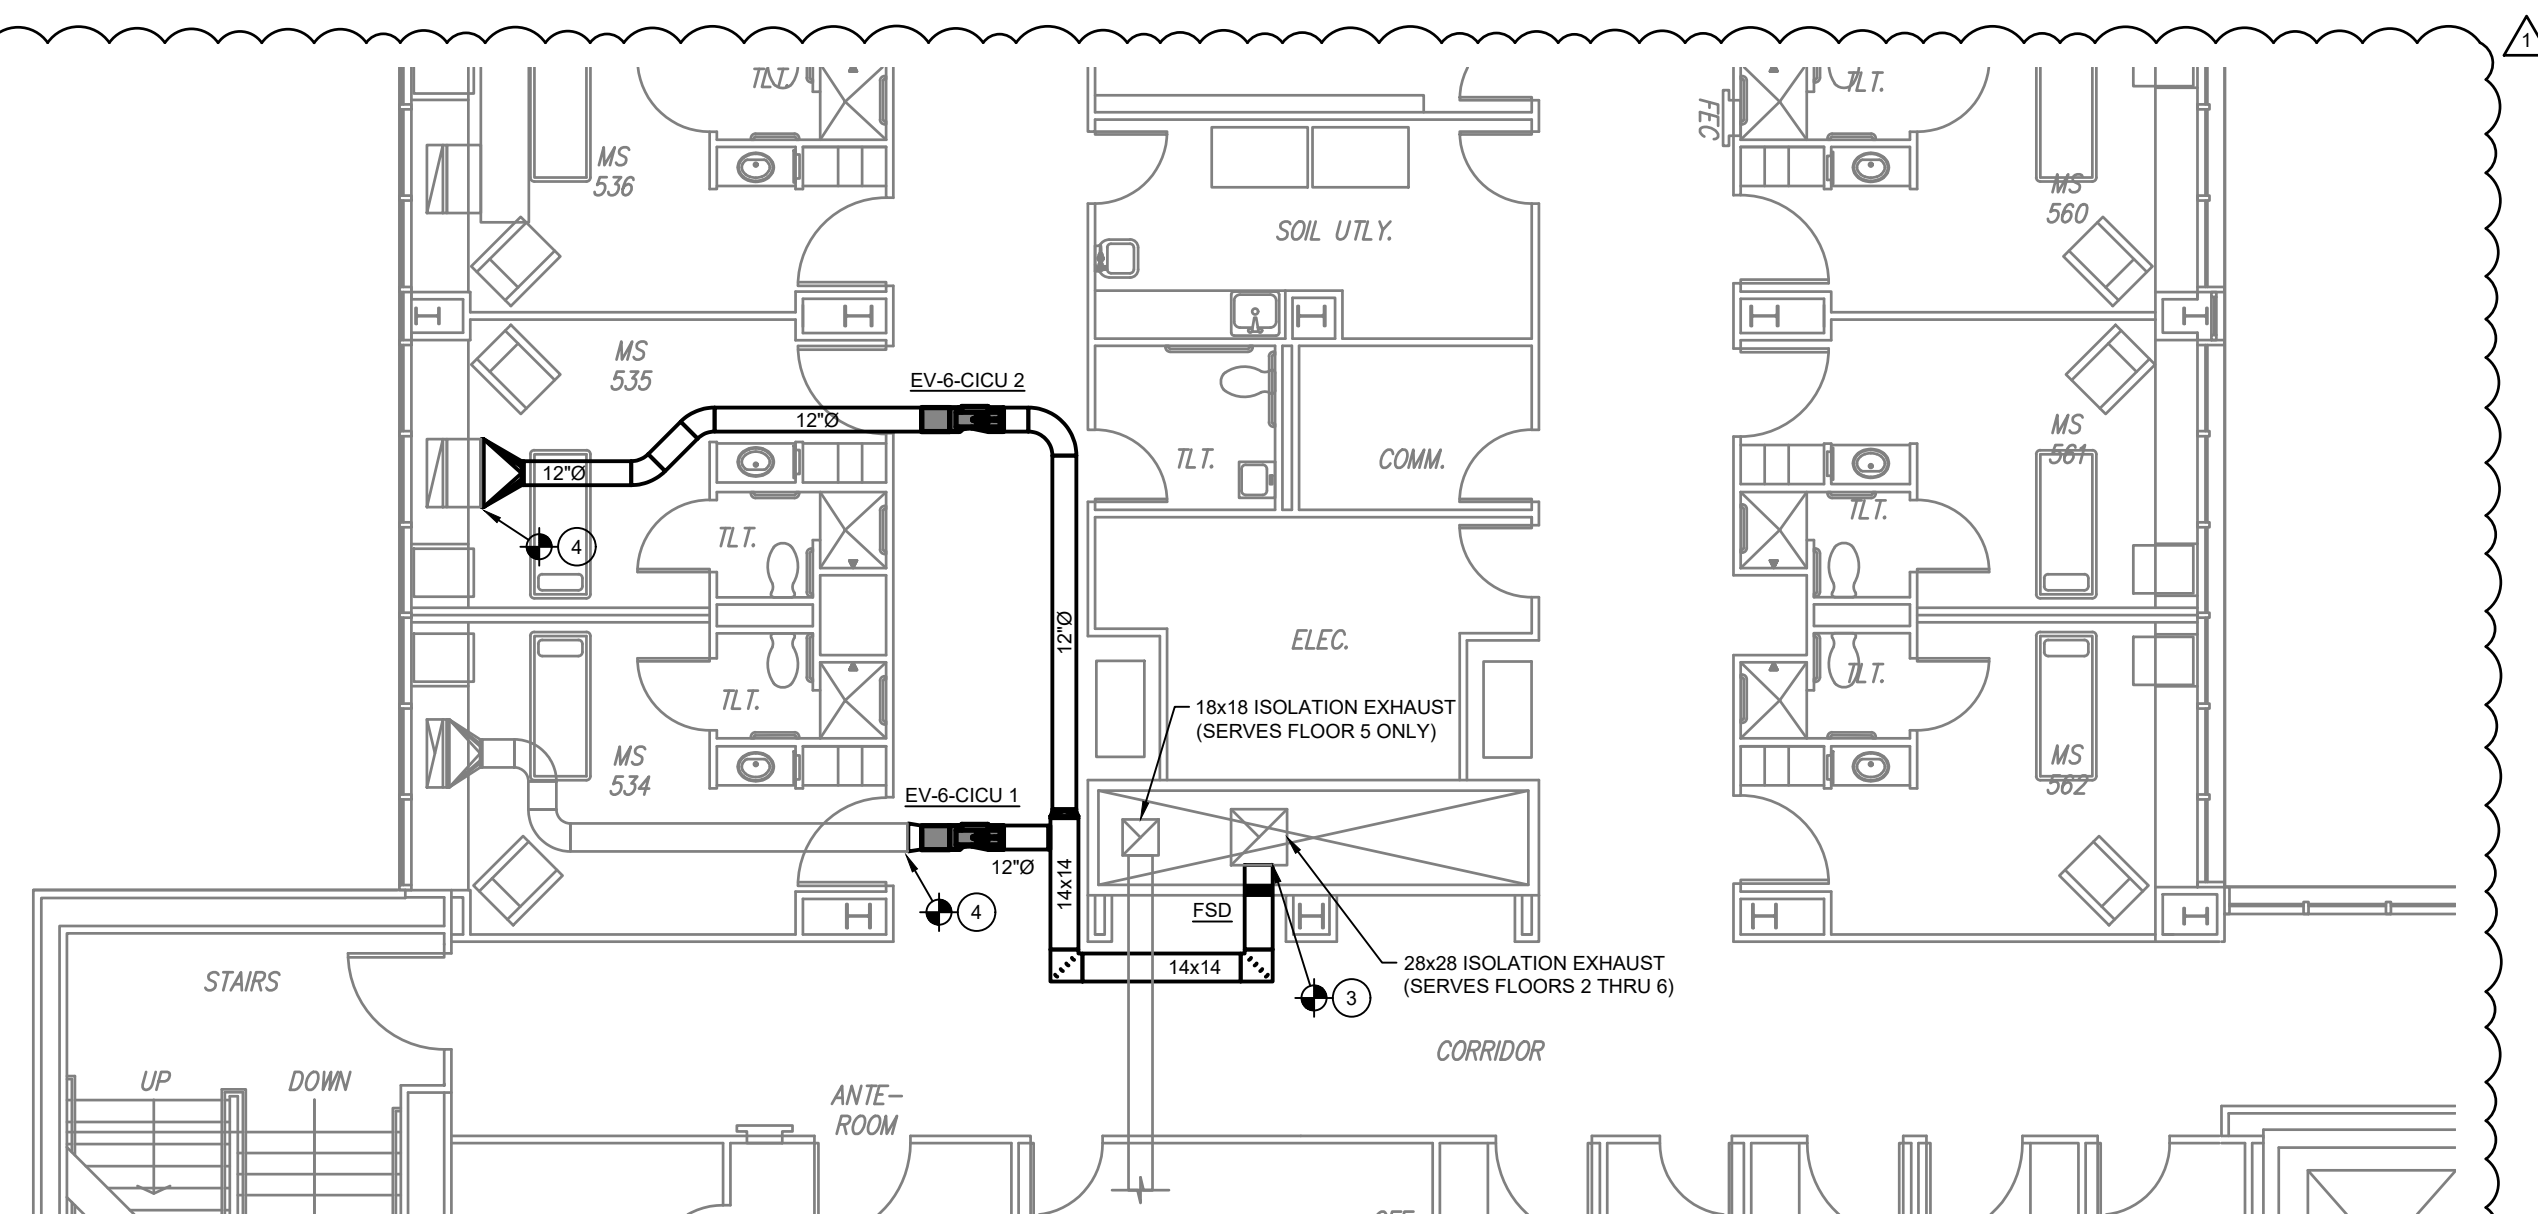 1
TLT.
TLT.
FEC
MS
536
MS
560
SOIL UTLY.
MS
535
EV-6-CICU 2
12"Ø
12"Ø
TLT.
COMM.
MS
561
TLT.
TLT.
4
12"Ø
ELEC.
TLT.
TLT.
18x18 ISOLATION EXHAUST
(SERVES FLOOR 5 ONLY)
MS
534
MS
562
EV-6-CICU 1
12"Ø
14x14
4
FSD
14x14
28x28 ISOLATION EXHAUST
(SERVES FLOORS 2 THRU 6)
3
STAIRS
CORRIDOR
UP
DOWN
ANTE-
ROOM